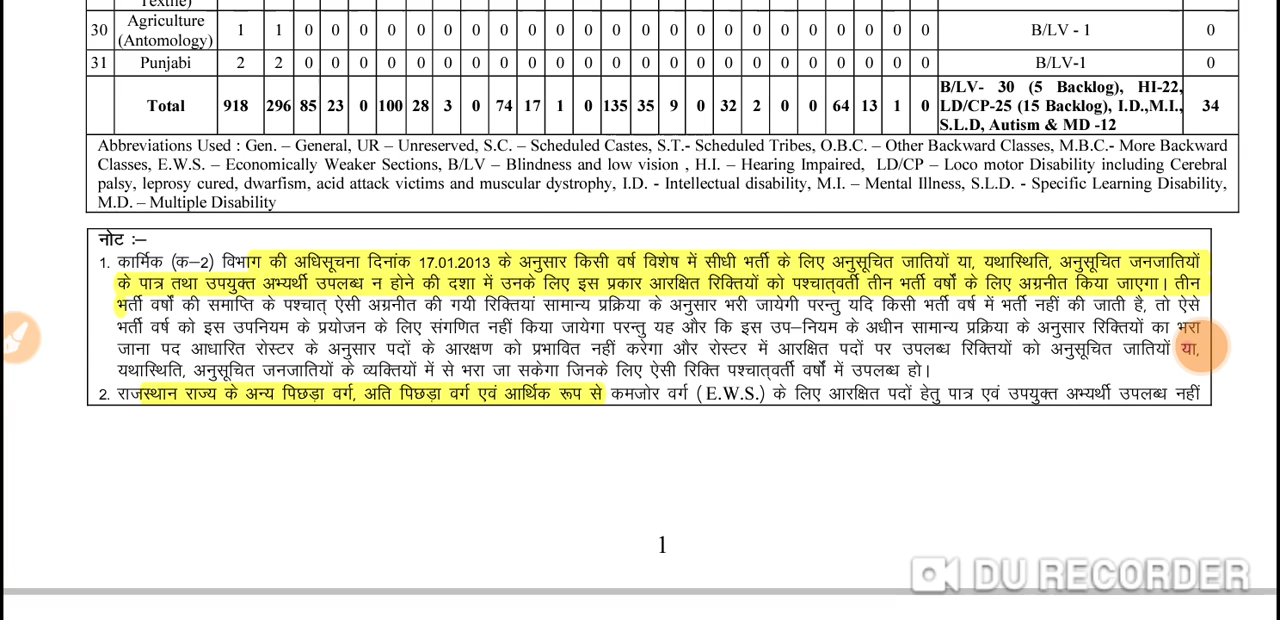 Textile)
30 Agriculture (Antomology) 1 1 0 0 0 0 0 0 0 0 0 0 0 0 0 0 0 0 0 0 0 0 0 0 B/LV - 1 0
31 Punjabi 2 2 0 0 0 0 0 0 0 0 0 0 0 0 0 0 0 0 0 0 0 0 0 0 B/LV-1 0
Total 918 296 85 23 0 100 28 3 0 74 17 1 0 135 35 9 0 32 2 0 0 64 13 1 0 B/LV- 30 (5 Backlog), HI-22, LD/CP-25 (15 Backlog), I.D.,M.I., S.L.D, Autism & MD -12 34
Abbreviations Used : Gen. – General, UR – Unreserved, S.C. – Scheduled Castes, S.T.- Scheduled Tribes, O.B.C. – Other Backward Classes, M.B.C.- More Backward
Classes, E.W.S. – Economically Weaker Sections, B/LV – Blindness and low vision , H.I. – Hearing Impaired, LD/CP – Loco motor Disability including Cerebral
palsy, leprosy cured, dwarfism, acid attack victims and muscular dystrophy, I.D. - Intellectual disability, M.I. – Mental Illness, S.L.D. - Specific Learning Disability,
M.D. – Multiple Disability
नोट :–
1. कार्मिक (क–2) विभाग की अधिसूचना दिनांक 17.01.2013 के अनुसार किसी वर्ष विशेष में सीधी भर्ती के लिए अनुसूचित जातियों या, यथास्थिति, अनुसूचित जनजातियों
के पात्र तथा उपयुक्त अभ्यर्थी उपलब्ध न होने की दशा में उनके लिए इस प्रकार आरक्षित रिक्तियों को पश्चात्वर्ती तीन भर्ती वर्षों के लिए अग्रनीत किया जाएगा। तीन
भर्ती वर्षों की समाप्ति के पश्चात् ऐसी अग्रनीत की गयी रिक्तियां सामान्य प्रक्रिया के अनुसार भरी जायेगी परन्तु यदि किसी भर्ती वर्ष में भर्ती नहीं की जाती है, तो ऐसे
भर्ती वर्ष को इस उपनियम के प्रयोजन के लिए संगणित नहीं किया जायेगा परन्तु यह और कि इस उप–नियम के अधीन सामान्य प्रक्रिया के अनुसार रिक्तियों का भरा
जाना पद आधारित रोस्टर के अनुसार पदों के आरक्षण को प्रभावित नहीं करेगा और रोस्टर में आरक्षित पदों पर उपलब्ध रिक्तियों को अनुसूचित जातियों या,
यथास्थिति, अनुसूचित जनजातियों के व्यक्तियों में से भरा जा सकेगा जिनके लिए ऐसी रिक्ति पश्चात्वर्ती वर्षों में उपलब्ध हो।
2. राजस्थान राज्य के अन्य पिछड़ा वर्ग, अति पिछड़ा वर्ग एवं आर्थिक रूप से कमजोर वर्ग (E.W.S.) के लिए आरक्षित पदों हेतु पात्र एवं उपयुक्त अभ्यर्थी उपलब्ध नहीं
1
DU RECORDER